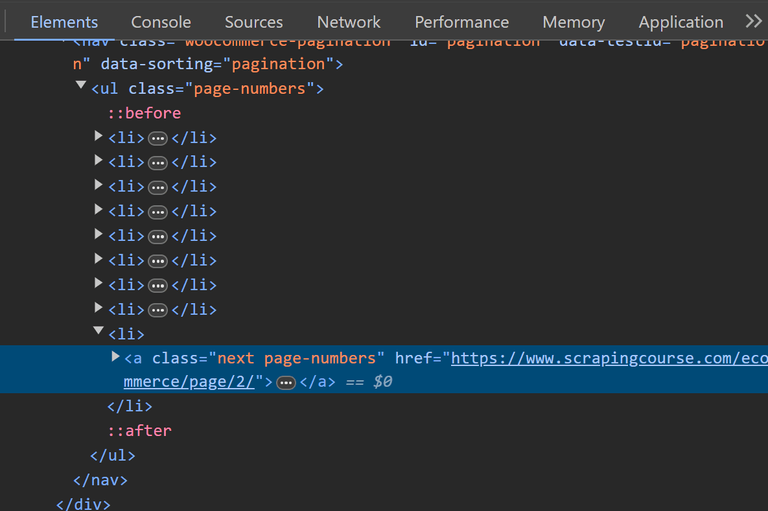 Elements Console Sources Network Performance Memory Application
<nav class="woocommerce-pagination" id="pagination" data-testid="paginatio
n" data-sorting="pagination">
<ul class="page-numbers">
::before
<li>…</li>
<li>…</li>
<li>…</li>
<li>…</li>
<li>…</li>
<li>…</li>
<li>…</li>
<li>…</li>
<li>
<a class="next page-numbers" href="https://www.scrapingcourse.com/eco
mmerce/page/2/">…</a> == $0
</li>
::after
</ul>
</nav>
</div>